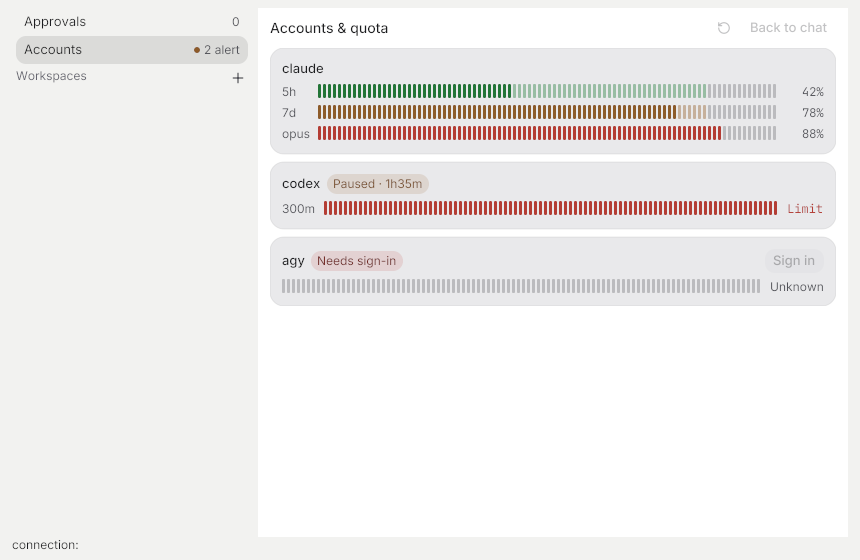 Approvals 0
Accounts 2 alert
Workspaces +
Accounts & quota Back to chat
claude
5h 42%
7d 78%
opus 88%
codex Paused · 1h35m
300m Limit
agy Needs sign-in Sign in
Unknown
connection: